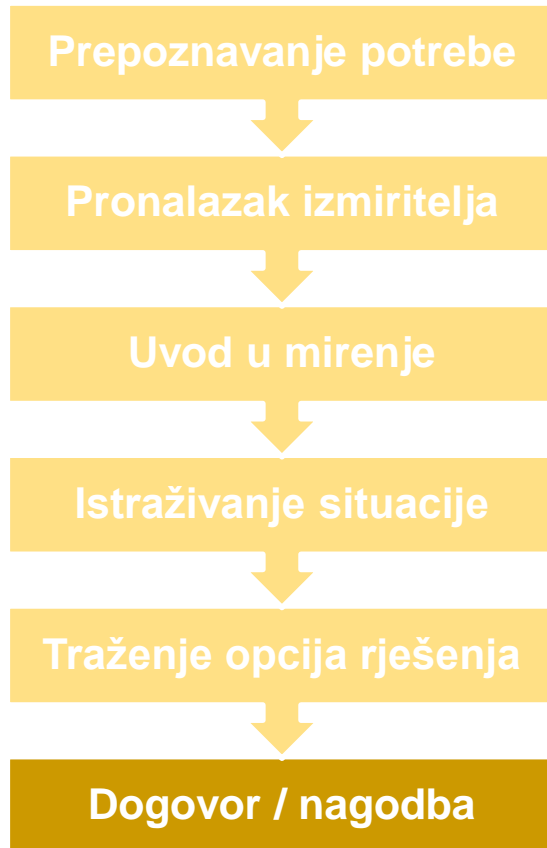 Prepoznavanje potrebe
Pronalazak izmiritelja
Uvod u mirenje
Istraživanje situacije
Traženje opcija rješenja
Dogovor / nagodba